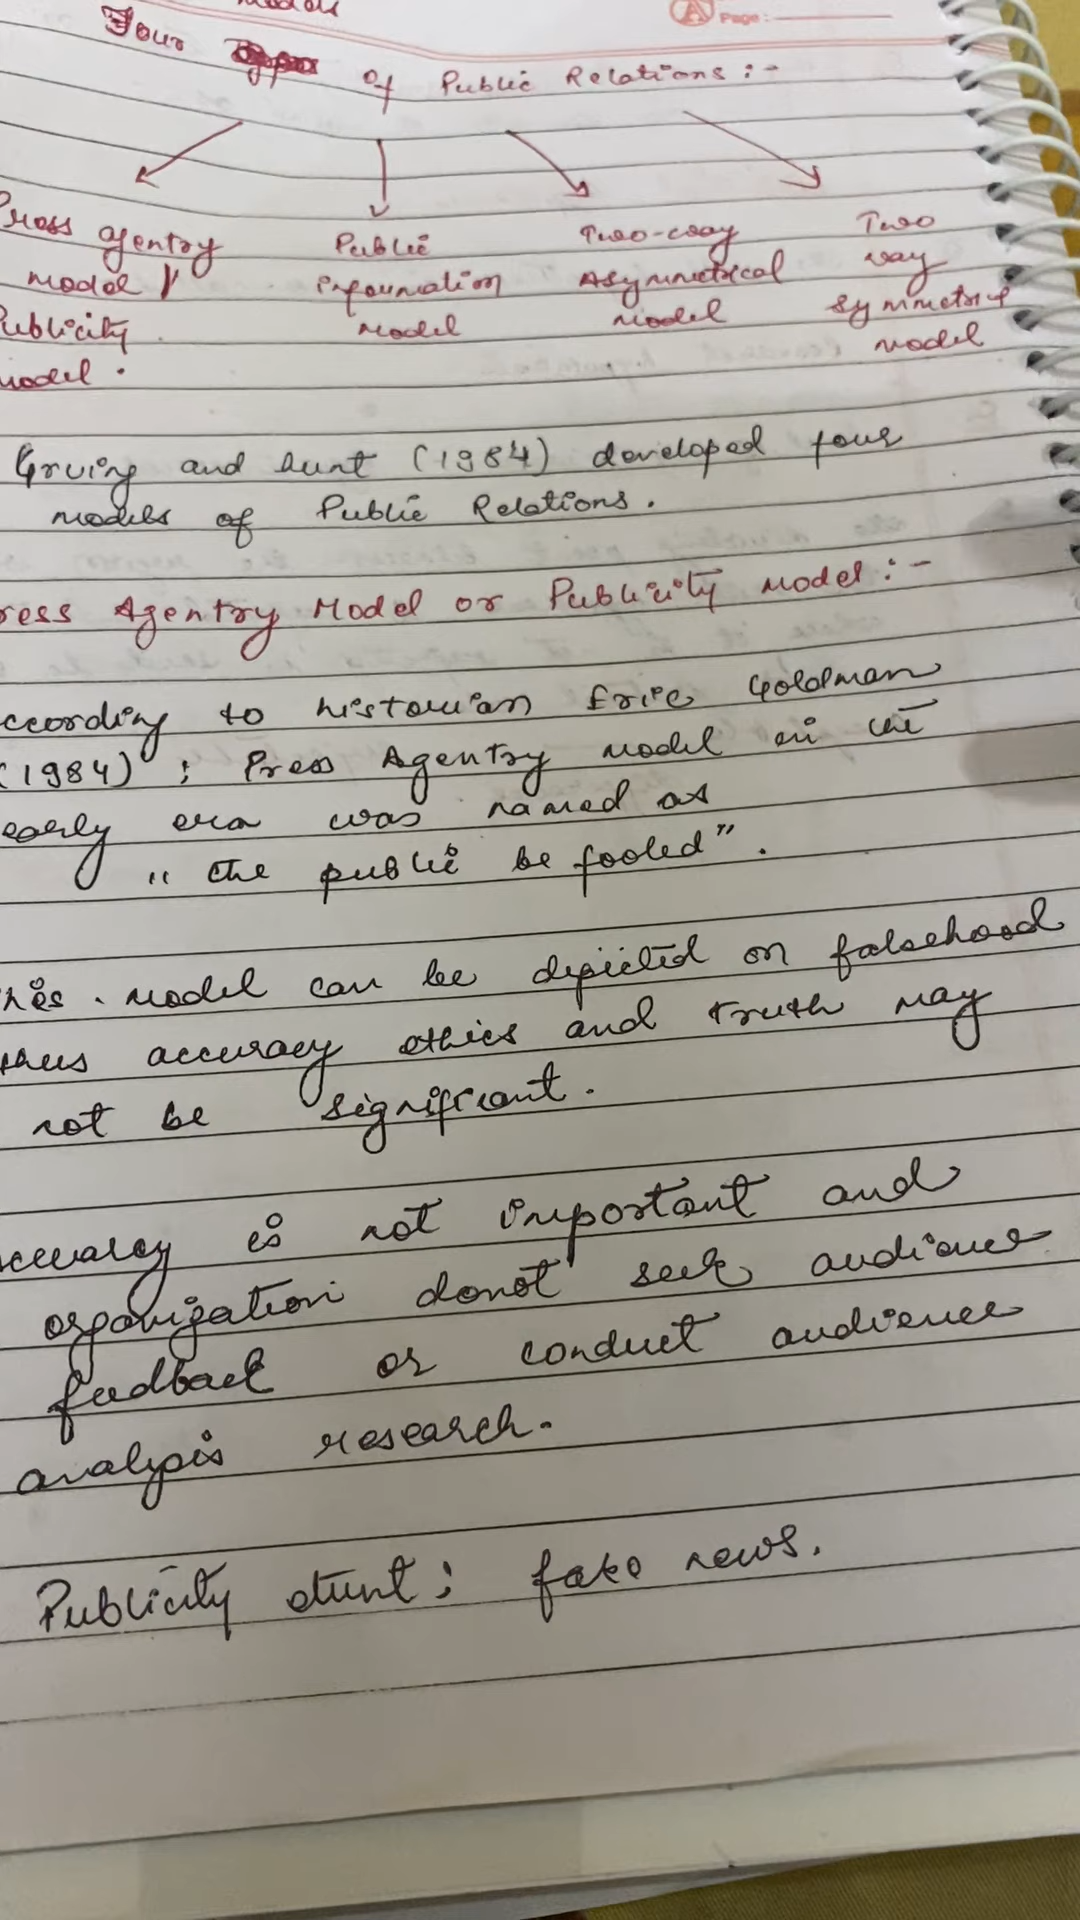 Models
Page:
Four of Public Relations :-
Press agentry model / Publicity model.
Public Information model
Two-way Asymmetrical model
Two way symmetric model
Gruing and hunt (1984) developed four
models of Public Relations.
ress Agentry Model or Publicity Model :-
ccording to historian Eric Goldman
(1984) ; Press Agentry model in the
early era was named as
" the public be fooled".
his model can be depicted on falsehood
thus accuracy ethics and truth may
not be significant.
ccuracy is not important and
organization donot seek audience
feedback or conduct audience
analysis research.
Publicity stunt ; fake news.